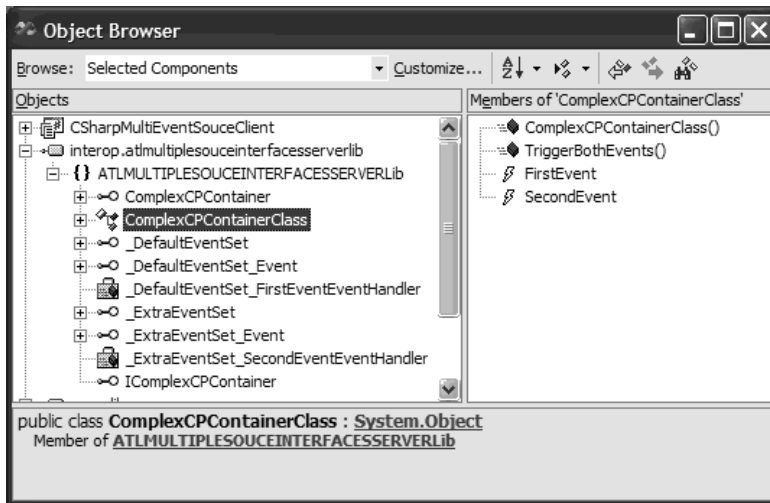 Object Browser
Browse: Selected Components Customize...
Objects
Members of 'ComplexCPContainerClass'
CSharpMultiEventSouceClient
interop.atlmultiplesouceinterfacesserverlib
{} ATLMULTIPLESOUCEINTERFACESSERVERLib
ComplexCPContainer
ComplexCPContainerClass
_DefaultEventSet
_DefaultEventSet_Event
_DefaultEventSet_FirstEventEventHandler
_ExtraEventSet
_ExtraEventSet_Event
_ExtraEventSet_SecondEventEventHandler
IComplexCPContainer
ComplexCPContainerClass()
TriggerBothEvents()
FirstEvent
SecondEvent
public class ComplexCPContainerClass : System.Object
Member of ATLMULTIPLESOUCEINTERFACESSERVERLib